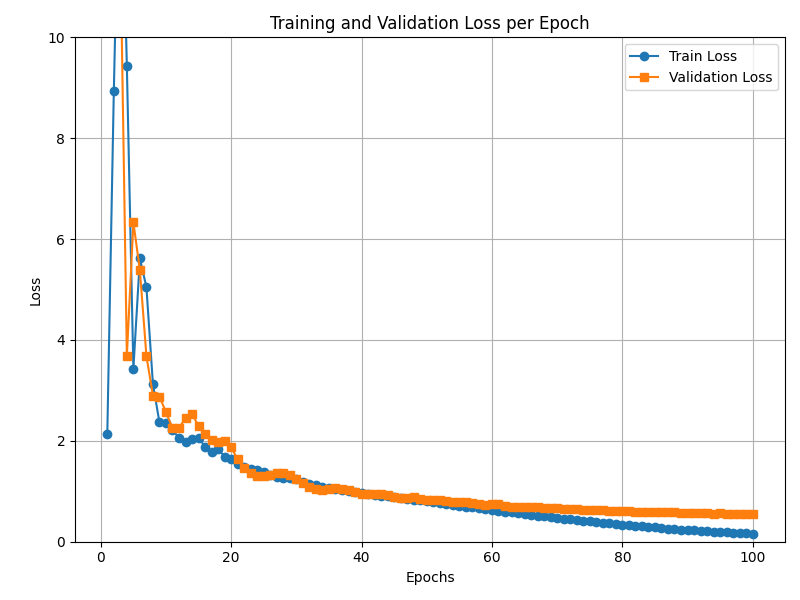 Training and Validation Loss per Epoch
Train Loss
Validation Loss
Loss
10
8
6
4
2
0
0 20 40 60 80 100
Epochs